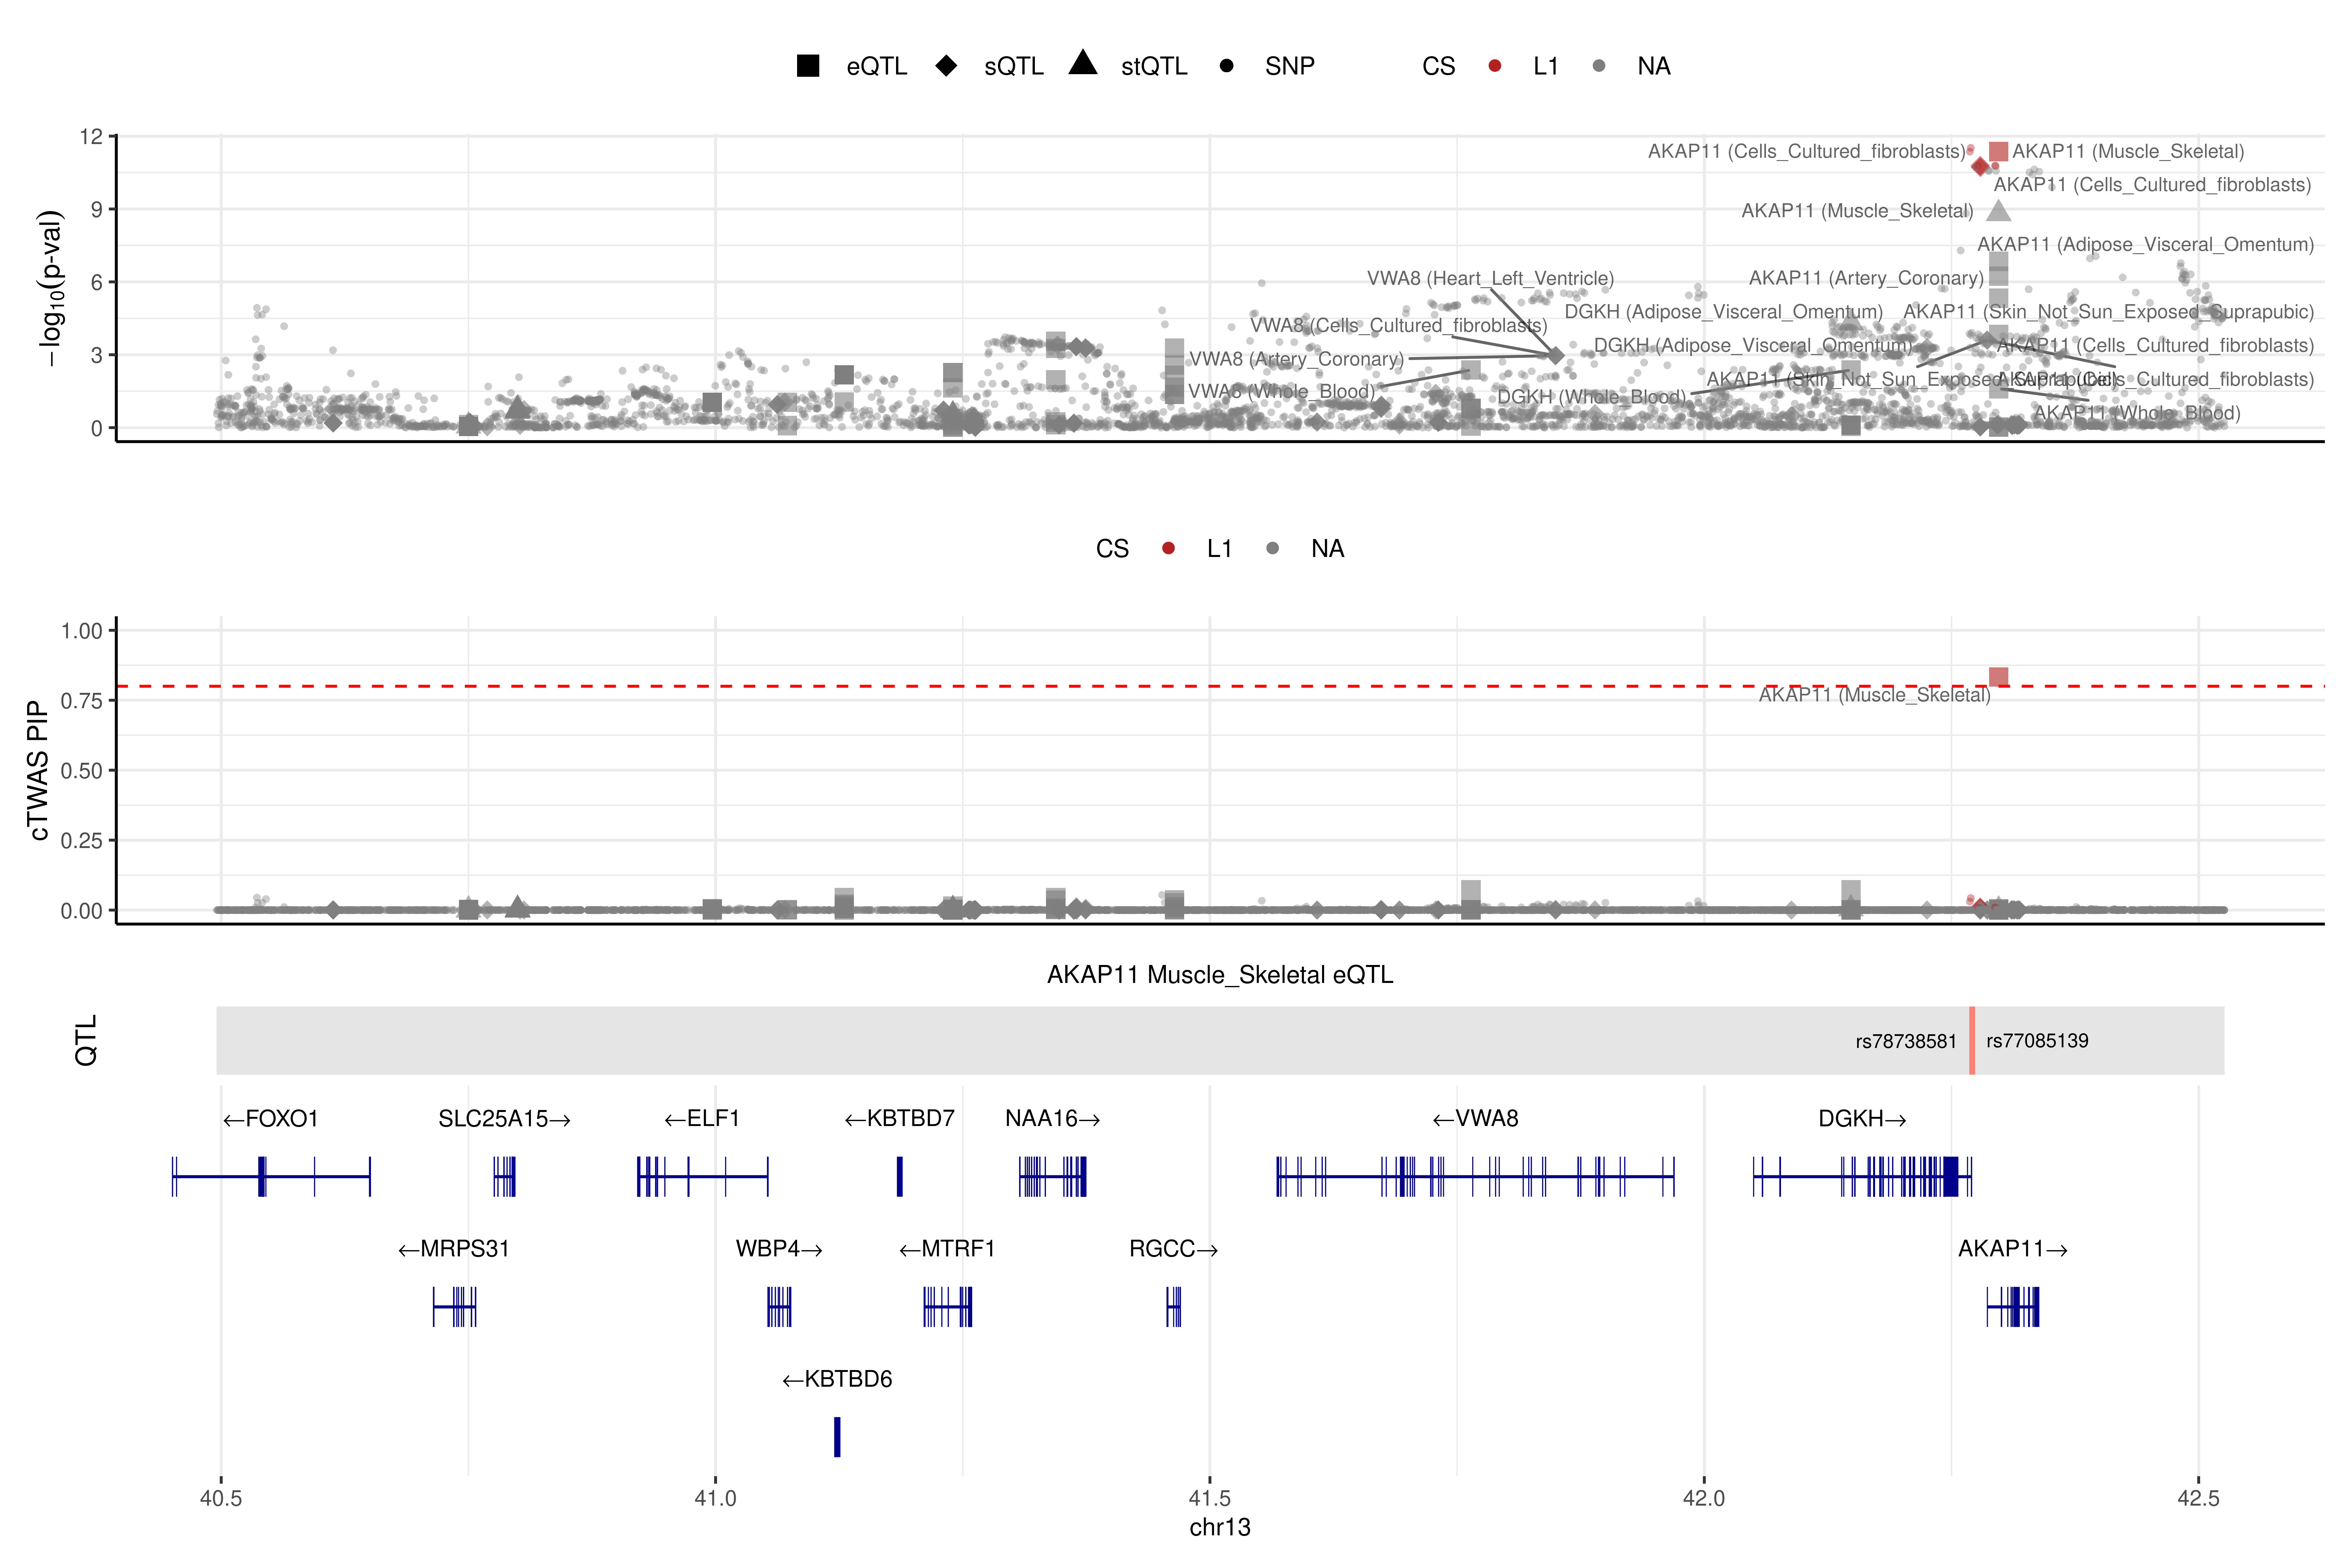 eQTL sQTL stQTL SNP CS L1 NA
12
9
6
3
0
−log10(p-val)
AKAP11 (Cells_Cultured_fibroblasts)
AKAP11 (Muscle_Skeletal)
AKAP11 (Cells_Cultured_fibroblasts)
AKAP11 (Muscle_Skeletal)
AKAP11 (Adipose_Visceral_Omentum)
VWA8 (Heart_Left_Ventricle)
AKAP11 (Artery_Coronary)
DGKH (Adipose_Visceral_Omentum)
AKAP11 (Skin_Not_Sun_Exposed_Suprapubic)
VWA8 (Cells_Cultured_fibroblasts)
DGKH (Adipose_Visceral_Omentum)
AKAP11 (Cells_Cultured_fibroblasts)
VWA8 (Artery_Coronary)
AKAP11 (Skin_Not_Sun_Exposed_Suprapubic)
AKAP11 (Cells_Cultured_fibroblasts)
VWA8 (Whole_Blood)
DGKH (Whole_Blood)
AKAP11 (Whole_Blood)
CS L1 NA
1.00
0.75
0.50
0.25
0.00
cTWAS PIP
AKAP11 (Muscle_Skeletal)
AKAP11 Muscle_Skeletal eQTL
QTL
rs78738581 rs77085139
←FOXO1 SLC25A15→ ←ELF1 ←KBTBD7 NAA16→ ←VWA8 DGKH→
←MRPS31 WBP4→ ←MTRF1 RGCC→ AKAP11→
←KBTBD6
40.5 41.0 41.5 42.0 42.5
chr13